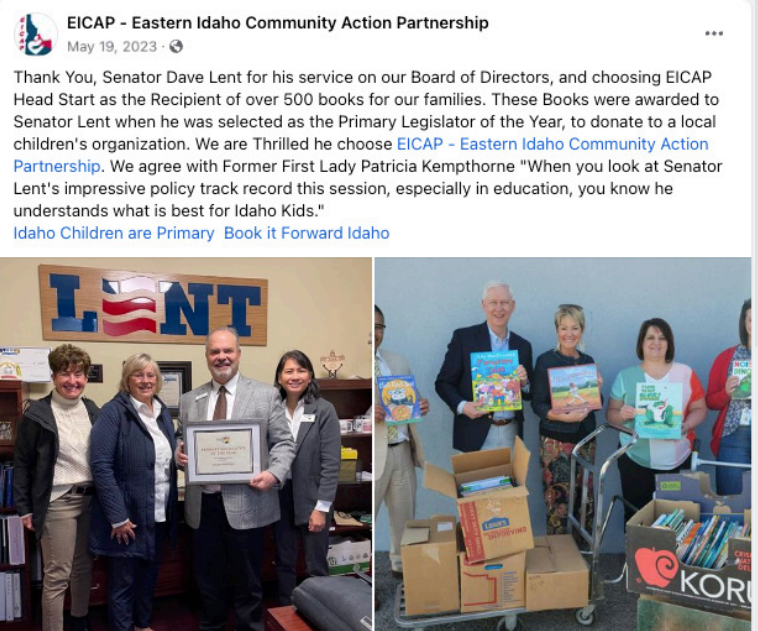 EICAP - Eastern Idaho Community Action Partnership
May 19, 2023
Thank You, Senator Dave Lent for his service on our Board of Directors, and choosing EICAP
Head Start as the Recipient of over 500 books for our families. These Books were awarded to
Senator Lent when he was selected as the Primary Legislator of the Year, to donate to a local
children's organization. We are Thrilled he choose EICAP - Eastern Idaho Community Action
Partnership. We agree with Former First Lady Patricia Kempthorne "When you look at Senator
Lent's impressive policy track record this session, especially in education, you know he
understands what is best for Idaho Kids."
Idaho Children are Primary Book it Forward Idaho
LENT
KORU